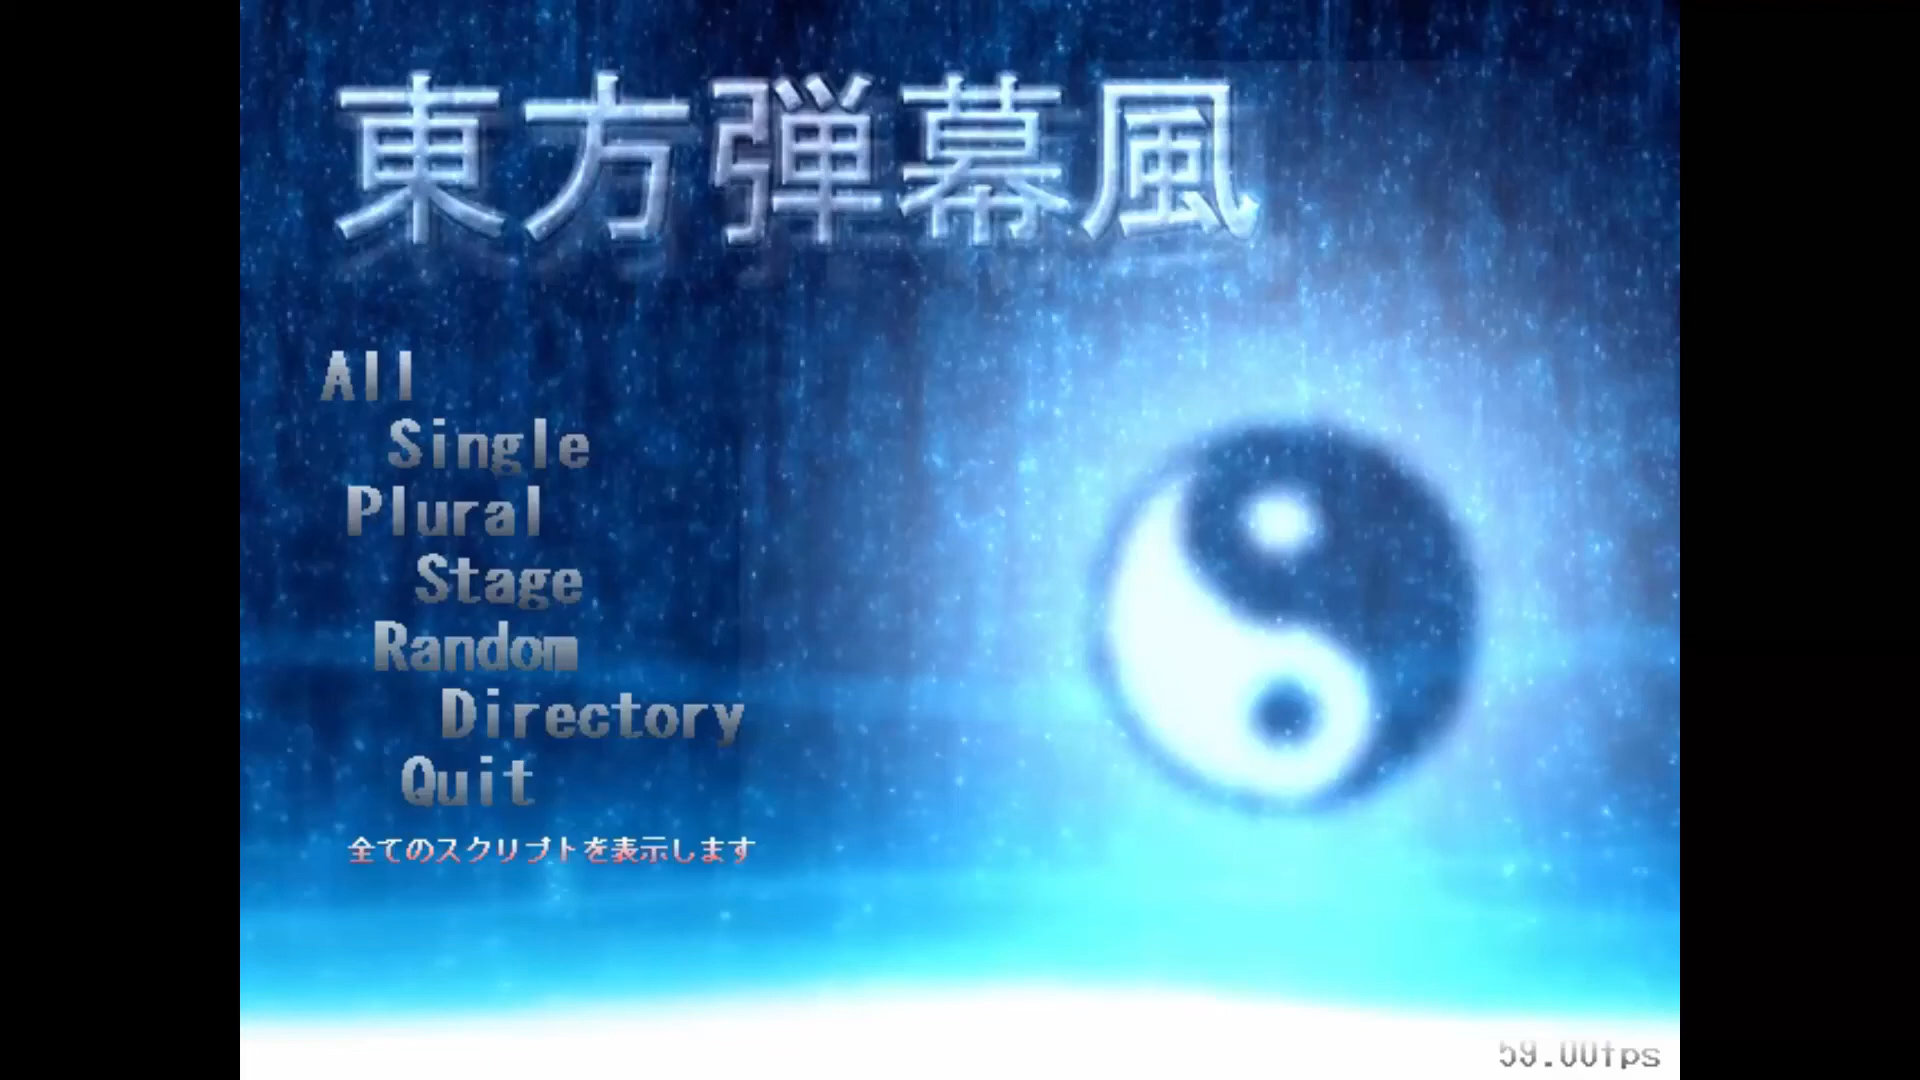 東方弾幕風
All
Single
Plural
Stage
Random
Directory
Quit
全てのスクリプトを表示します
59.00fps